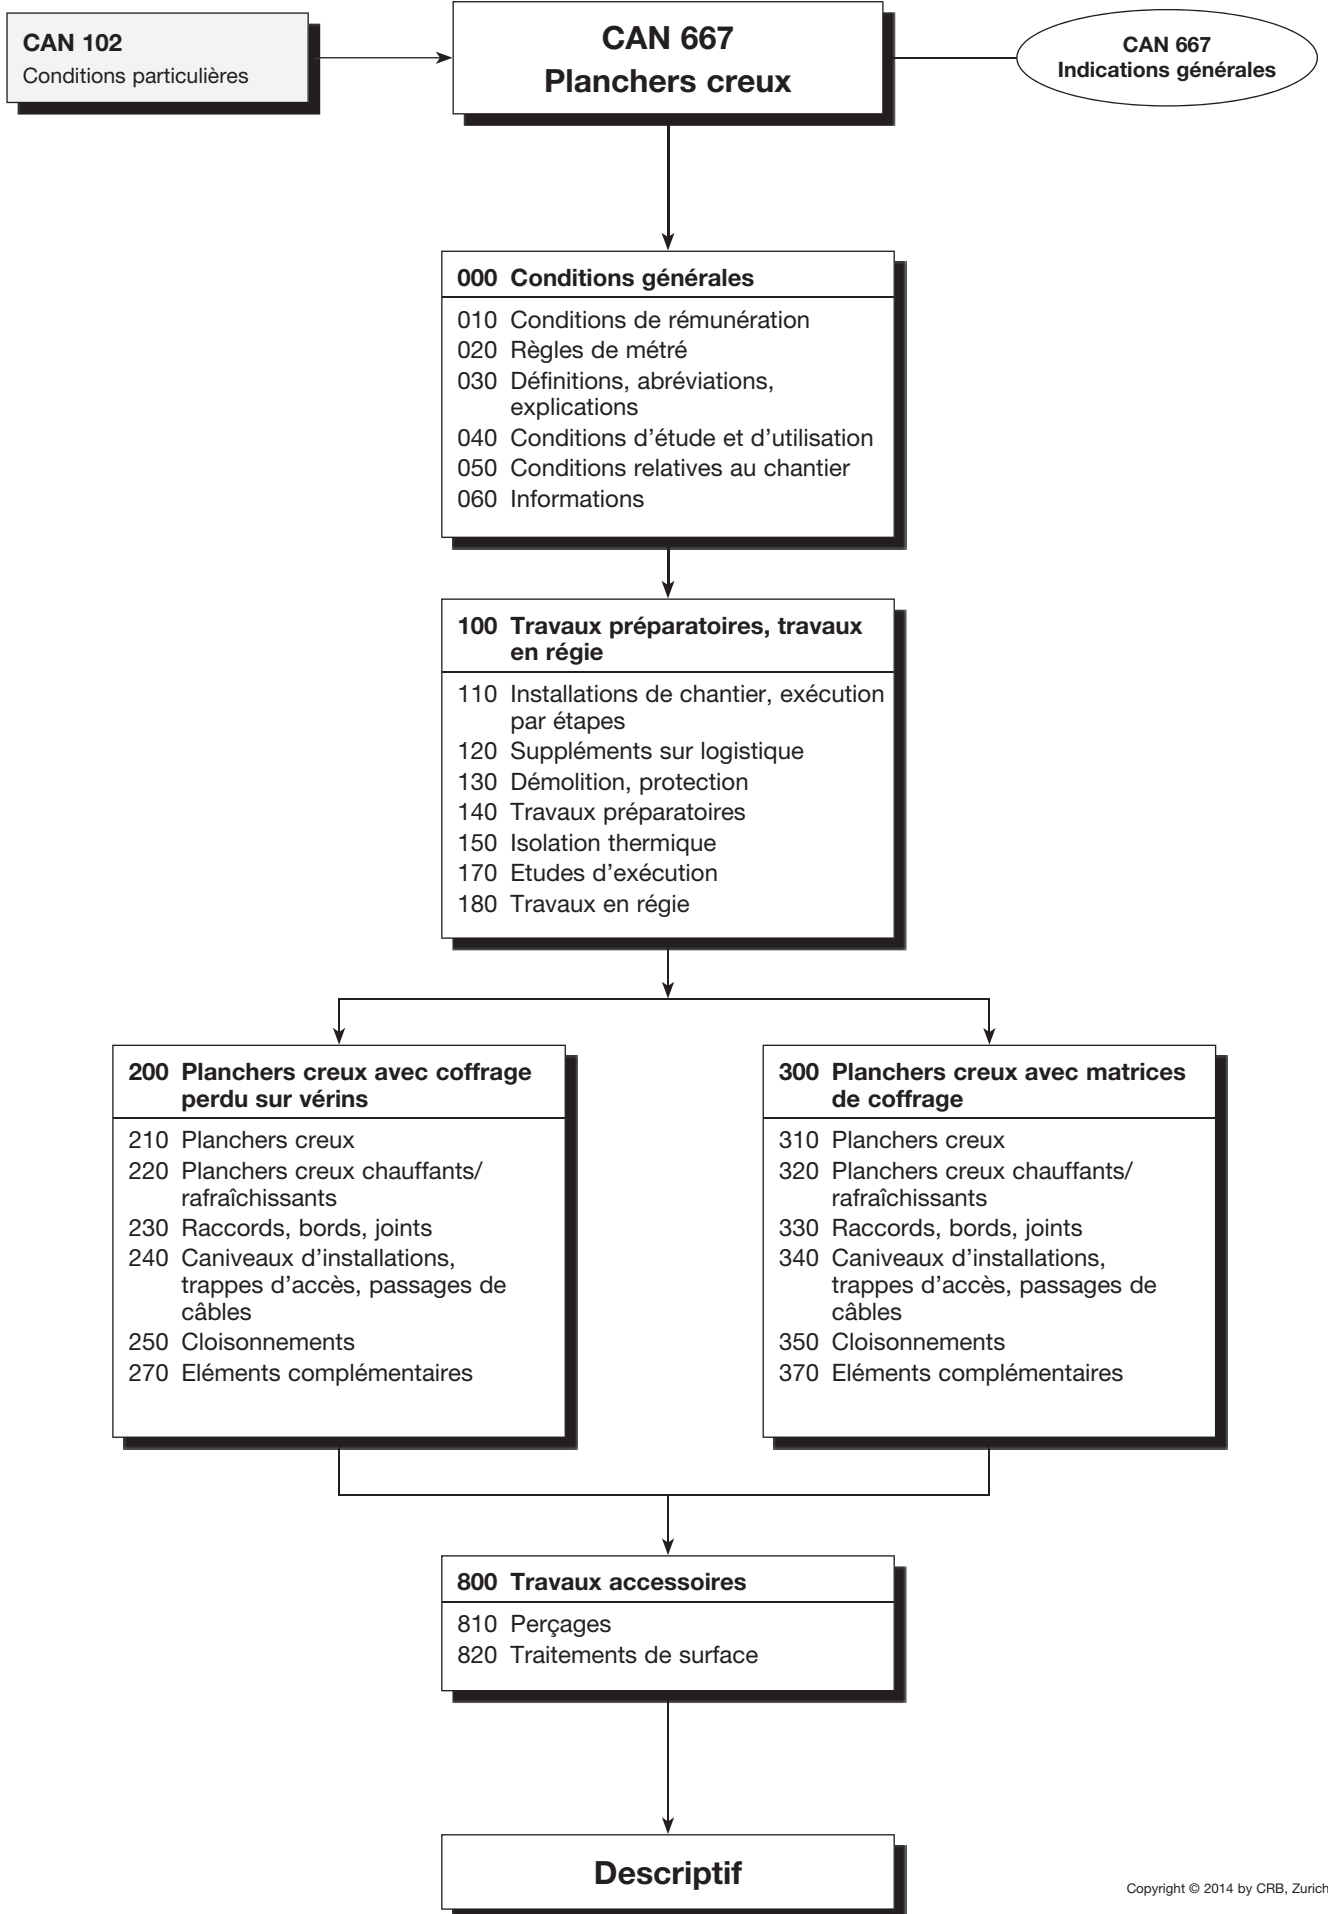 CAN 102
Conditions particulières
CAN 667
Planchers creux
CAN 667
Indications générales
000 Conditions générales
010 Conditions de rémunération
020 Règles de métré
030 Définitions, abréviations,
explications
040 Conditions d’étude et d’utilisation
050 Conditions relatives au chantier
060 Informations
100 Travaux préparatoires, travaux
en régie
110 Installations de chantier, exécution
par étapes
120 Suppléments sur logistique
130 Démolition, protection
140 Travaux préparatoires
150 Isolation thermique
170 Etudes d’exécution
180 Travaux en régie
200 Planchers creux avec coffrage
perdu sur vérins
210 Planchers creux
220 Planchers creux chauffants/
rafraîchissants
230 Raccords, bords, joints
240 Caniveaux d’installations,
trappes d’accès, passages de
câbles
250 Cloisonnements
270 Eléments complémentaires
300 Planchers creux avec matrices
de coffrage
310 Planchers creux
320 Planchers creux chauffants/
rafraîchissants
330 Raccords, bords, joints
340 Caniveaux d’installations,
trappes d’accès, passages de
câbles
350 Cloisonnements
370 Eléments complémentaires
800 Travaux accessoires
810 Perçages
820 Traitements de surface
Descriptif
Copyright © 2014 by CRB, Zurich